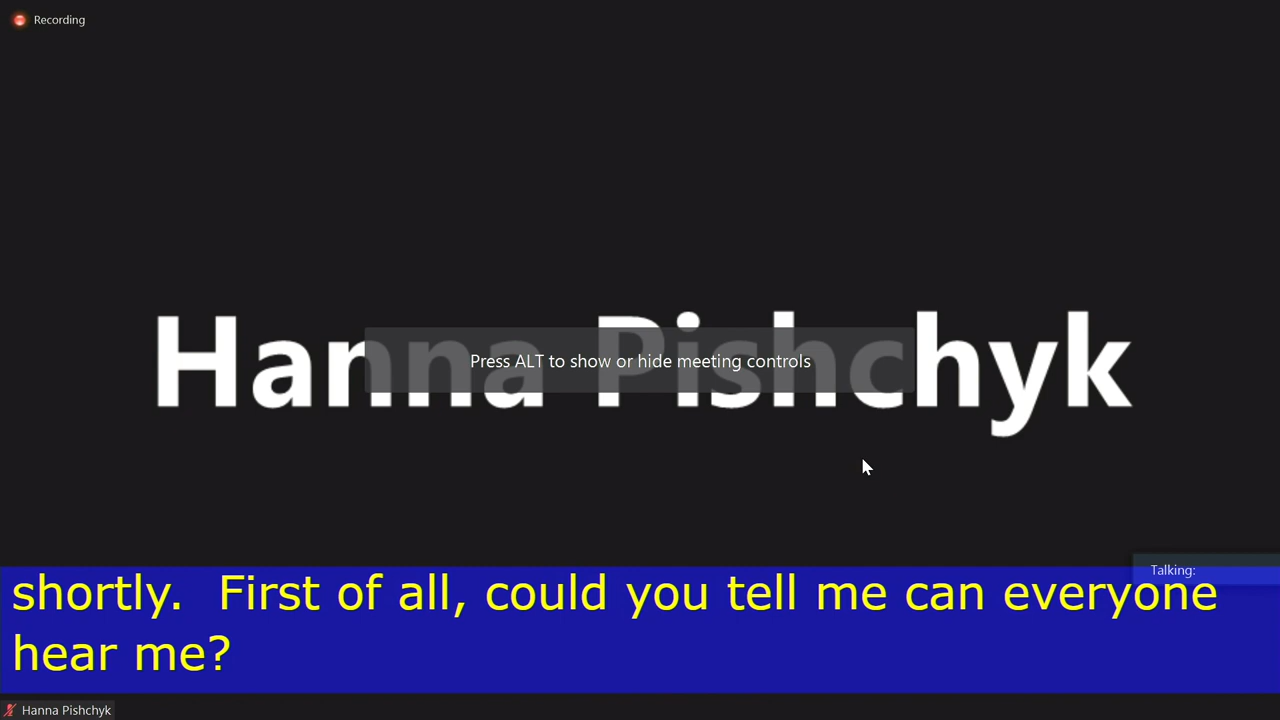 Recording
Hanna Pishchyk
Press ALT to show or hide meeting controls
Talking:
shortly.  First of all, could you tell me can everyone
hear me?
Hanna Pishchyk